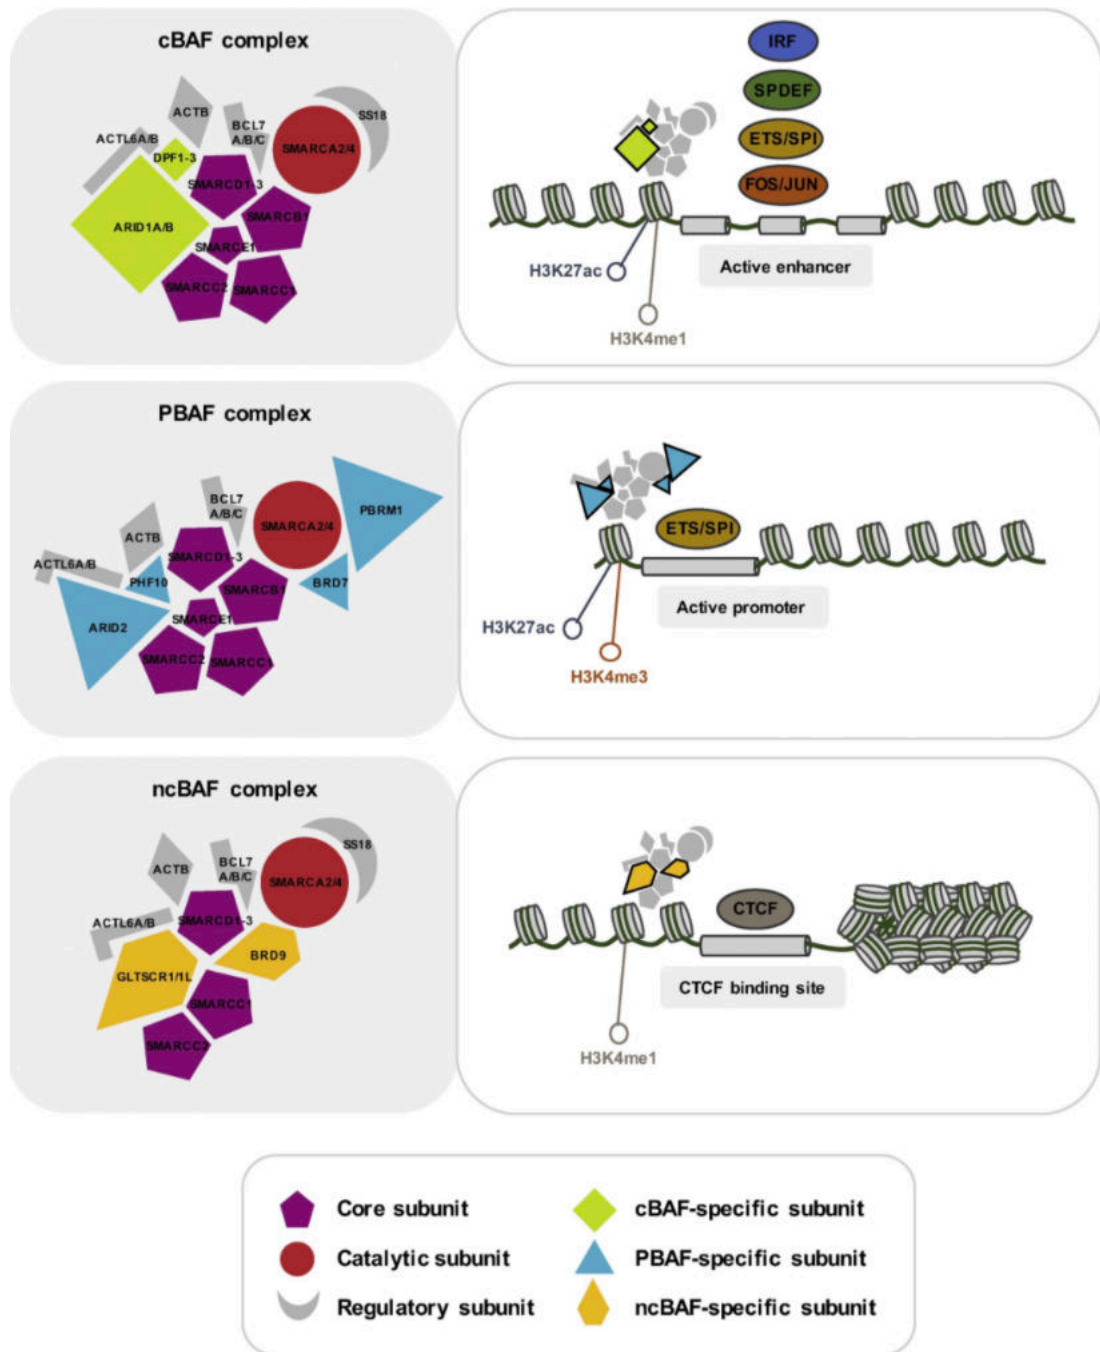 cBAF complex
ACTB
BCL7
A/B/C
SS18
ACTL6A/B
DPF1-3
SMARCA2/4
SMARCD1-3
SMARCB1
ARID1A/B
SMARCE1
SMARCC2
SMARCC1
IRF
SPDEF
ETS/SPI
FOS/JUN
H3K27ac
Active enhancer
H3K4me1
PBAF complex
BCL7
A/B/C
PBRM1
SMARCA2/4
ACTB
SMARCD1-3
ACTL6A/B
PHF10
BRD7
SMARCB1
ARID2
SMARCE1
SMARCC2
SMARCC1
ETS/SPI
Active promoter
H3K27ac
H3K4me3
ncBAF complex
SS18
ACTB
BCL7
A/B/C
SMARCA2/4
ACTL6A/B
SMARCD1-3
BRD9
GLTSCR1/1L
SMARCC1
SMARCC2
CTCF
CTCF binding site
H3K4me1
Core subunit
Catalytic subunit
Regulatory subunit
cBAF-specific subunit
PBAF-specific subunit
ncBAF-specific subunit